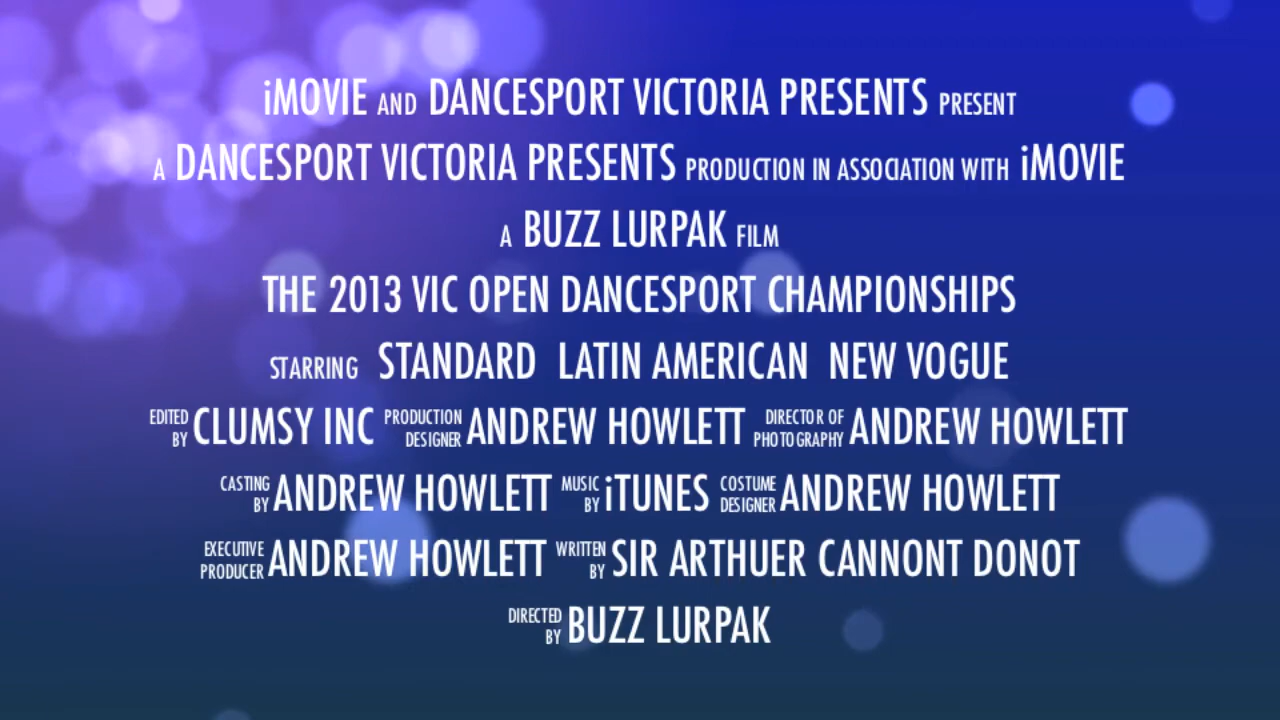 iMOVIE AND DANCESPORT VICTORIA PRESENTS PRESENT
A DANCESPORT VICTORIA PRESENTS PRODUCTION IN ASSOCIATION WITH iMOVIE
A BUZZ LURPAK FILM
THE 2013 VIC OPEN DANCESPORT CHAMPIONSHIPS
STARRING STANDARD LATIN AMERICAN NEW VOGUE
EDITED BY CLUMSY INC PRODUCTION DESIGNER ANDREW HOWLETT DIRECTOR OF PHOTOGRAPHY ANDREW HOWLETT
CASTING BY ANDREW HOWLETT MUSIC BY iTUNES COSTUME DESIGNER ANDREW HOWLETT
EXECUTIVE PRODUCER ANDREW HOWLETT WRITTEN BY SIR ARTHUER CANNONT DONOT
DIRECTED BY BUZZ LURPAK